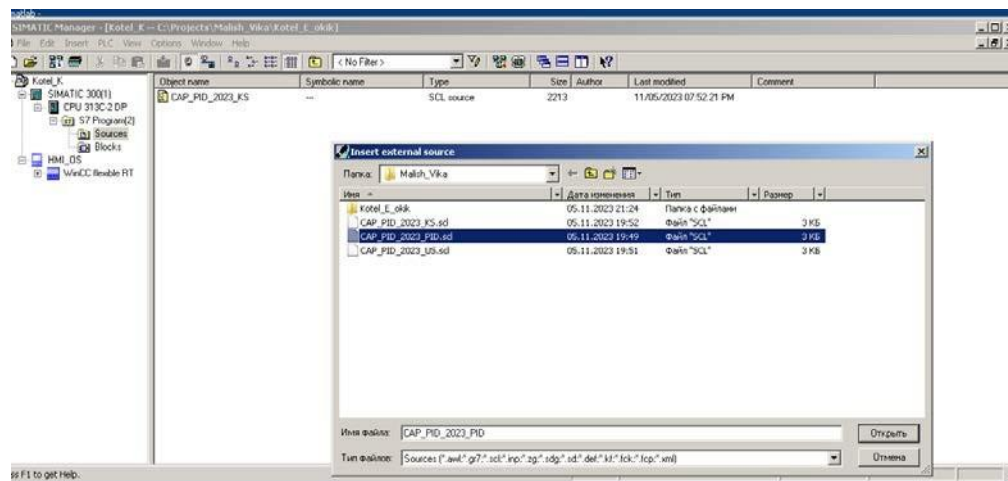 matlab -
SIMATIC Manager - [Kotel_K -- C:\Projects\Malish_Vika\Kotel_E_okik]
File Edit Insert PLC View Options Window Help
< No Filter >
Kotel_K
SIMATIC 300(1)
CPU 313C-2 DP
S7 Program(2)
Sources
Blocks
HMI_OS
WinCC flexible RT
Object name Symbolic name Type Size Author Last modified Comment
CAP_PID_2023_KS --- SCL source 2213 11/05/2023 07:52:21 PM
Insert external source
Папка: Malish_Vika
Имя Дата изменения Тип Размер
Kotel_E_okik 05.11.2023 21:24 Папка с файлами
CAP_PID_2023_KS.scl 05.11.2023 19:52 Файл "SCL" 3 КБ
CAP_PID_2023_PID.scl 05.11.2023 19:49 Файл "SCL" 3 КБ
CAP_PID_2023_US.scl 05.11.2023 19:51 Файл "SCL" 3 КБ
Имя файла: CAP_PID_2023_PID Открыть
Тип файлов: Sources (*.awl;*.gr7;*.scl;*.inp;*.zg;*.sdg;*.sd;*.def;*.kf;*.fck;*.fcp;*.xml) Отмена
ss F1 to get Help.